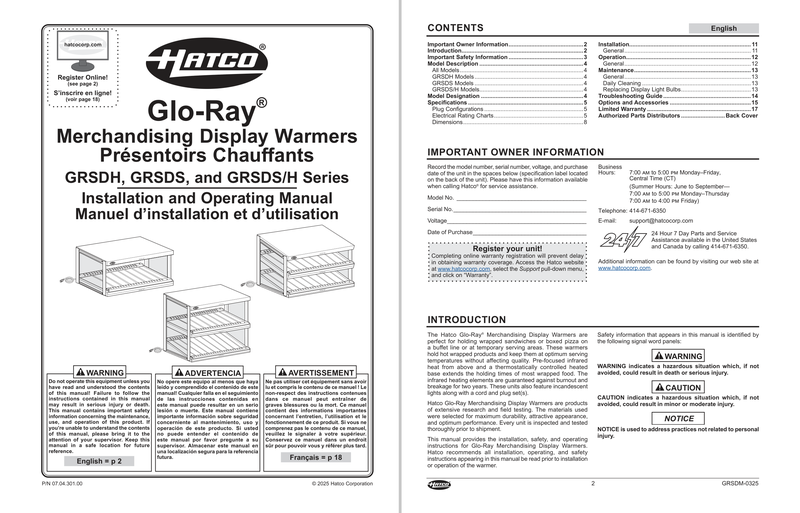 hatcocorp.com
Register Online!
(see page 2)
S'inscrire en ligne!
(voir page 18)
HATCO
®
Glo-Ray®
Merchandising Display Warmers
Présentoirs Chauffants
GRSDH, GRSDS, and GRSDS/H Series
Installation and Operating Manual
Manuel d'installation et d'utilisation
WARNING
Do not operate this equipment unless you
have read and understood the contents
of this manual! Failure to follow the
instructions contained in this manual
may result in serious injury or death.
This manual contains important safety
information concerning the maintenance,
use, and operation of this product. If
you're unable to understand the contents
of this manual, please bring it to the
attention of your supervisor. Keep this
manual in a safe location for future
reference.
English = p 2
ADVERTENCIA
No opere este equipo al menos que haya
leído y comprendido el contenido de este
manual! Cualquier falla en el seguimiento
de las instrucciones contenidas en
este manual puede resultar en un serio
lesión o muerte. Este manual contiene
importante información sobre seguridad
concerniente al mantenimiento, uso y
operación de este producto. Si usted
no puede entender el contenido de
este manual por favor pregunte a su
supervisor. Almacenar este manual en
una localización segura para la referencia
futura.
AVERTISSEMENT
Ne pas utiliser cet équipement sans avoir
lu et compris le contenu de ce manuel ! Le
non-respect des instructions contenues
dans ce manuel peut entraîner de
graves blessures ou la mort. Ce manuel
contient des informations importantes
concernant l'entretien, l'utilisation et le
fonctionnement de ce produit. Si vous ne
comprenez pas le contenu de ce manuel,
veuillez le signaler à votre supérieur.
Conservez ce manuel dans un endroit
sûr pour pouvoir vous y référer plus tard.
Français = p 18
P/N 07.04.301.00
© 2025 Hatco Corporation
CONTENTS
English
Important Owner Information 2
Introduction 2
Important Safety Information 3
Model Description 4
All Models 4
GRSDH Models 4
GRSDS Models 4
GRSDS/H Models 4
Model Designation 4
Specifications 5
Plug Configurations 5
Electrical Rating Charts 5
Dimensions 8
Installation 11
General 11
Operation 12
General 12
Maintenance 13
General 13
Daily Cleaning 13
Replacing Display Light Bulbs 13
Troubleshooting Guide 14
Options and Accessories 15
Limited Warranty 17
Authorized Parts Distributors Back Cover
IMPORTANT OWNER INFORMATION
Record the model number, serial number, voltage, and purchase
date of the unit in the spaces below (specification label located
on the back of the unit). Please have this information available
when calling Hatco® for service assistance.
Model No.
Serial No.
Voltage
Date of Purchase
Register your unit!
Completing online warranty registration will prevent delay
in obtaining warranty coverage. Access the Hatco website
at www.hatcocorp.com, select the Support pull-down menu,
and click on "Warranty".
Business
Hours: 7:00 AM to 5:00 PM Monday–Friday,
Central Time (CT)
(Summer Hours: June to September—
7:00 AM to 5:00 PM Monday–Thursday
7:00 AM to 4:00 PM Friday)
Telephone: 414-671-6350
E-mail: support@hatcocorp.com
24/7
24 Hour 7 Day Parts and Service
Assistance available in the United States
and Canada by calling 414-671-6350.
Additional information can be found by visiting our web site at
www.hatcocorp.com.
INTRODUCTION
The Hatco Glo-Ray® Merchandising Display Warmers are
perfect for holding wrapped sandwiches or boxed pizza on
a buffet line or at temporary serving areas. These warmers
hold hot wrapped products and keep them at optimum serving
temperatures without affecting quality. Pre-focused infrared
heat from above and a thermostatically controlled heated
base extends the holding times of most wrapped food. The
infrared heating elements are guaranteed against burnout and
breakage for two years. These units also feature incandescent
lights along with a cord and plug set(s).
Hatco Glo-Ray Merchandising Display Warmers are products
of extensive research and field testing. The materials used
were selected for maximum durability, attractive appearance,
and optimum performance. Every unit is inspected and tested
thoroughly prior to shipment.
This manual provides the installation, safety, and operating
instructions for Glo-Ray Merchandising Display Warmers.
Hatco recommends all installation, operating, and safety
instructions appearing in this manual be read prior to installation
or operation of the warmer.
Safety information that appears in this manual is identified by
the following signal word panels:
WARNING
WARNING indicates a hazardous situation which, if not
avoided, could result in death or serious injury.
CAUTION
CAUTION indicates a hazardous situation which, if not
avoided, could result in minor or moderate injury.
NOTICE
NOTICE is used to address practices not related to personal
injury.
HATCO
2
GRSDM-0325